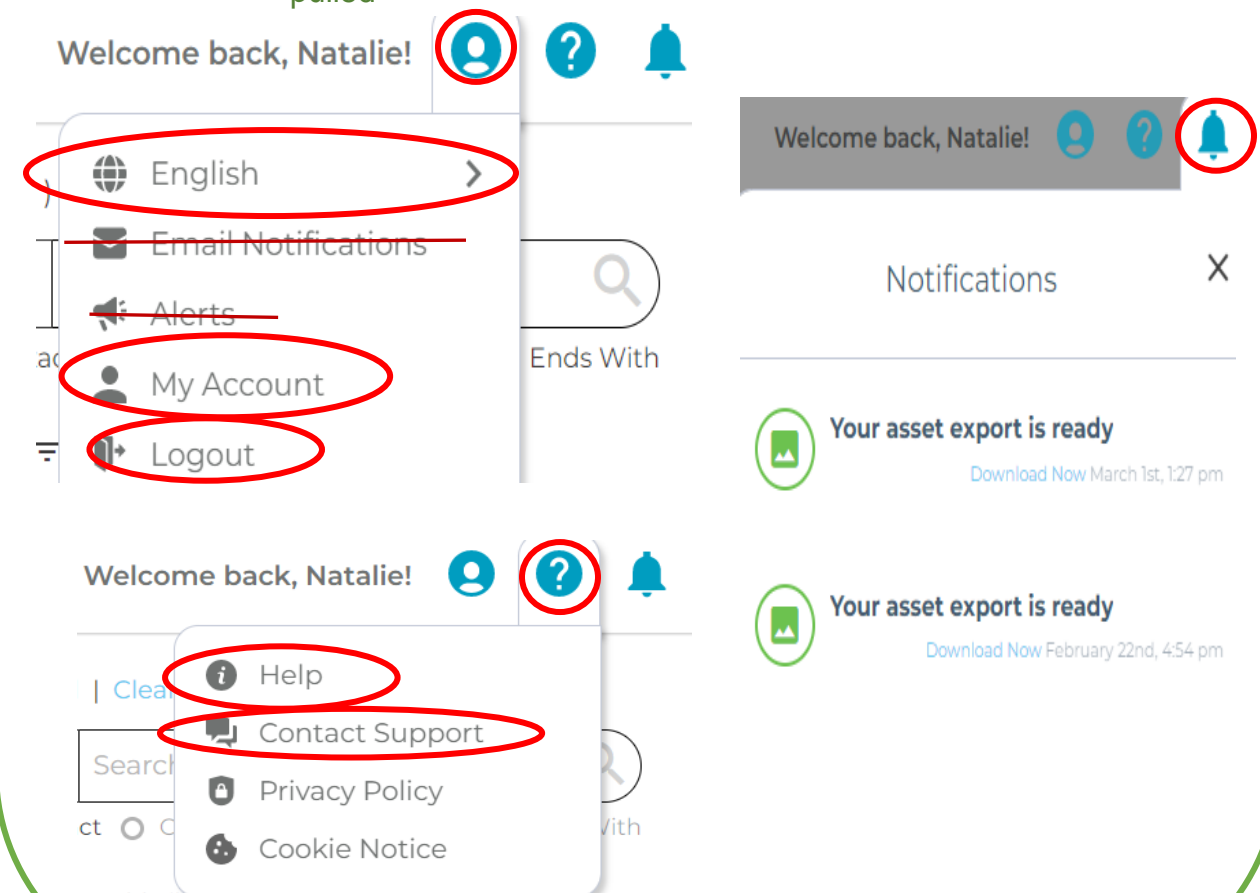 pulled
Welcome back, Natalie!
English
Email Notifications
Alerts
My Account
Logout
)
Ends With
Welcome back, Natalie!
| Clear
Help
Contact Support
Privacy Policy
Cookie Notice
Search
ct
With
Welcome back, Natalie!
Notifications
X
Your asset export is ready
Download Now March 1st, 1:27 pm
Your asset export is ready
Download Now February 22nd, 4:54 pm